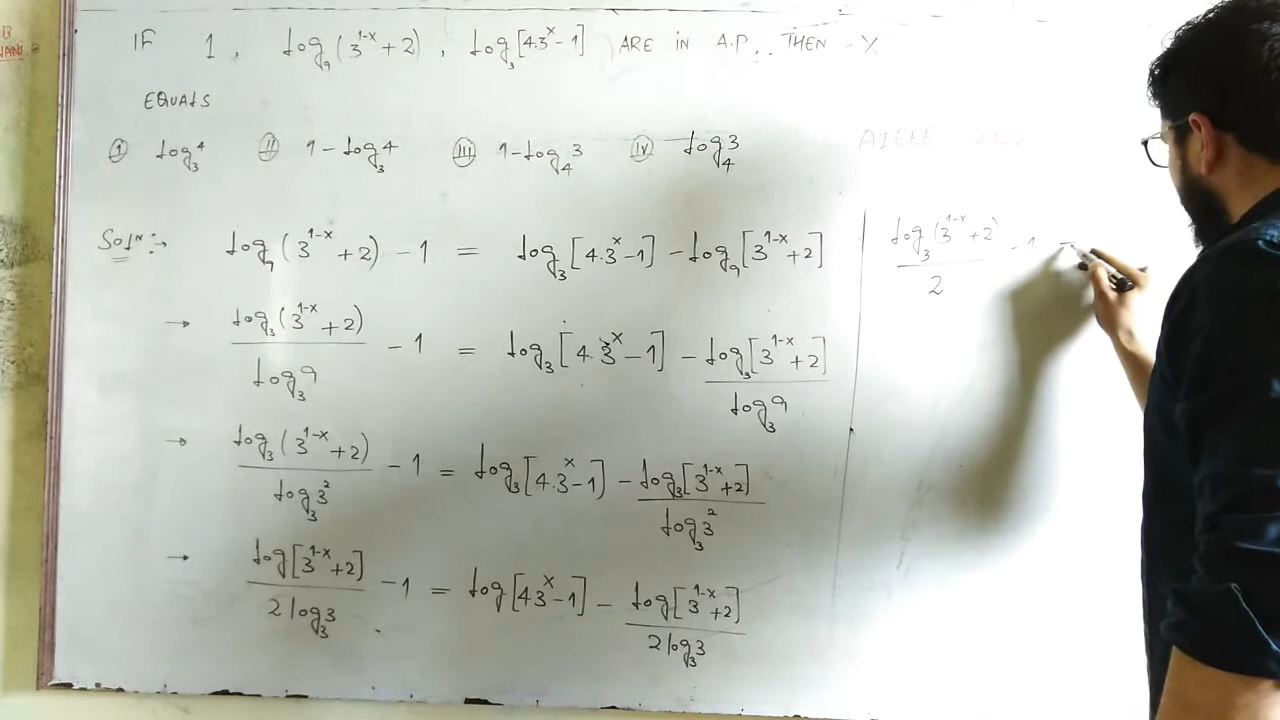 B
IF 1, log₉(3^{1-x}+2), log₃[4.3^x-1] ARE IN A.P., THEN x
EQUALS
(I) log₃4 (II) 1-log₃4 (III) 1-log₄3 (IV) log₄3
AIEEE
Solⁿ:→ log₉(3^{1-x}+2) - 1 = log₃[4.3^x-1] - log₉[3^{1-x}+2]
→ log₃(3^{1-x}+2)/log₃9 - 1 = log₃[4.3^x-1] - log₃[3^{1-x}+2]/log₃9
→ log₃(3^{1-x}+2)/log₃3² - 1 = log₃[4.3^x-1] - log₃[3^{1-x}+2]/log₃3²
→ log[3^{1-x}+2]/2log₃3 - 1 = log[43^x-1] - log[3^{1-x}+2]/2log₃3
log₃(3^{1-x}+2)/2 - 1 =